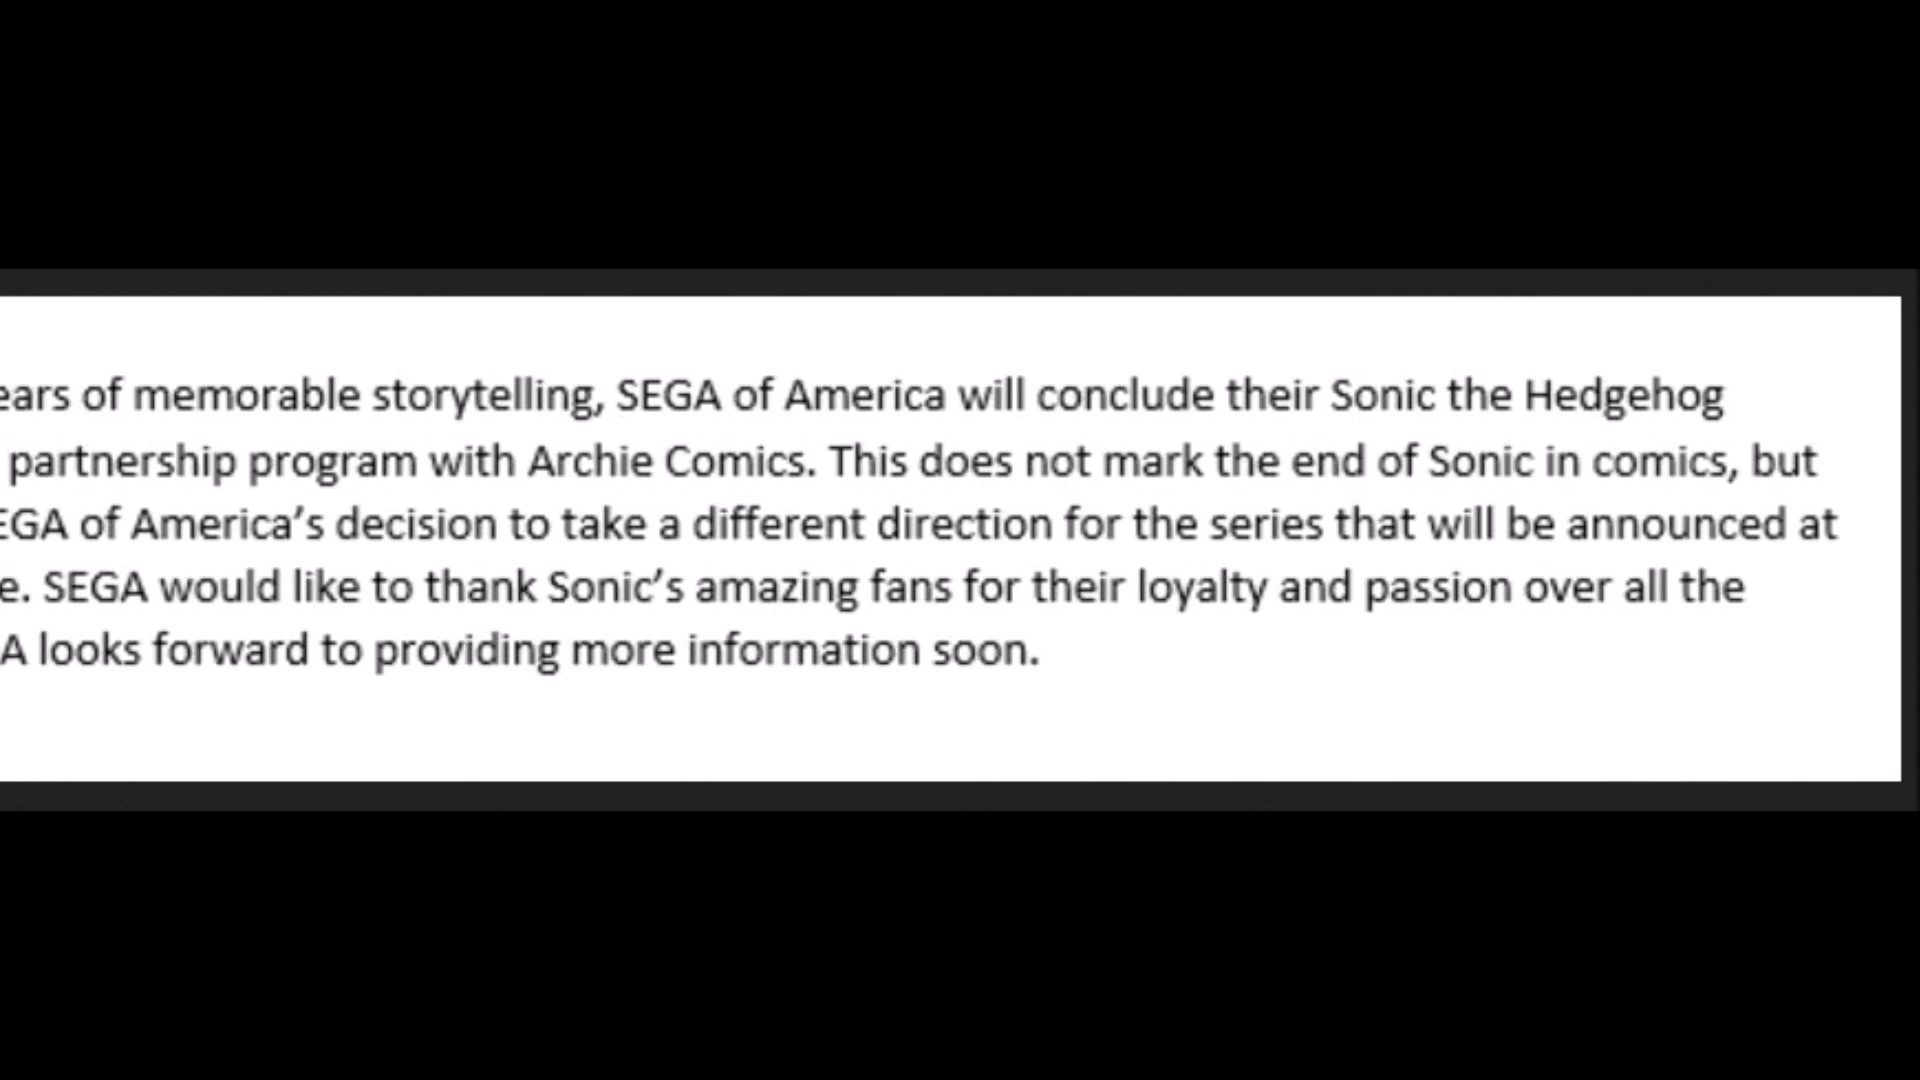 ears of memorable storytelling, SEGA of America will conclude their Sonic the Hedgehog
partnership program with Archie Comics. This does not mark the end of Sonic in comics, but
EGA of America’s decision to take a different direction for the series that will be announced at
e. SEGA would like to thank Sonic’s amazing fans for their loyalty and passion over all the
A looks forward to providing more information soon.